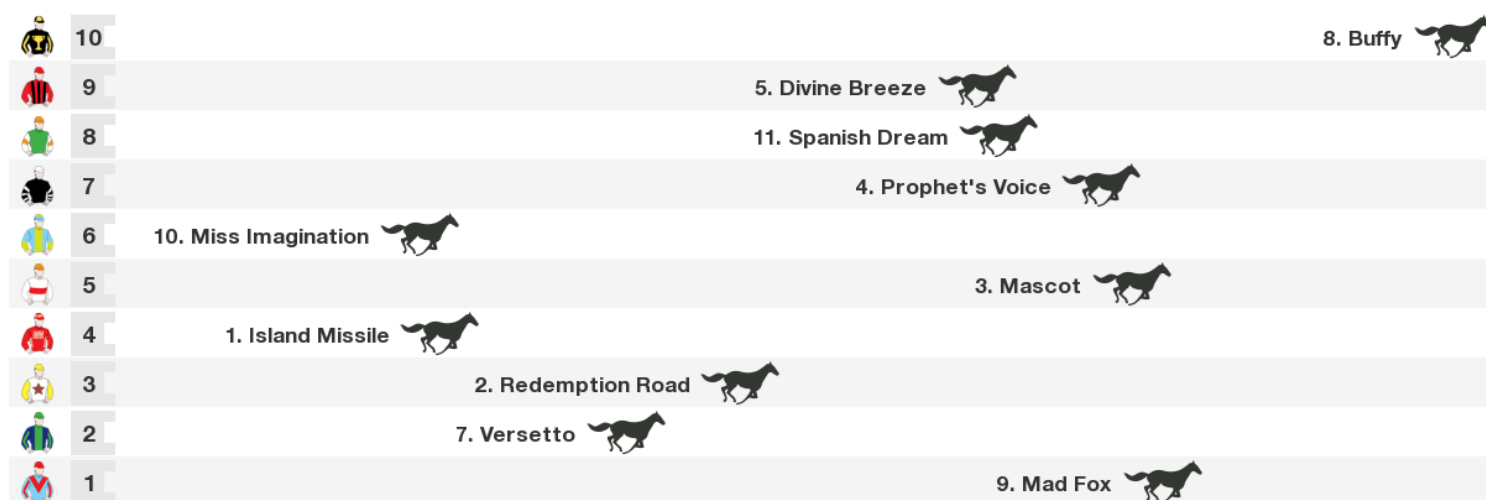 10 8. Buffy
9 5. Divine Breeze
8 11. Spanish Dream
7 4. Prophet's Voice
6 10. Miss Imagination
5 3. Mascot
4 1. Island Missile
3 2. Redemption Road
2 7. Versetto
1 9. Mad Fox